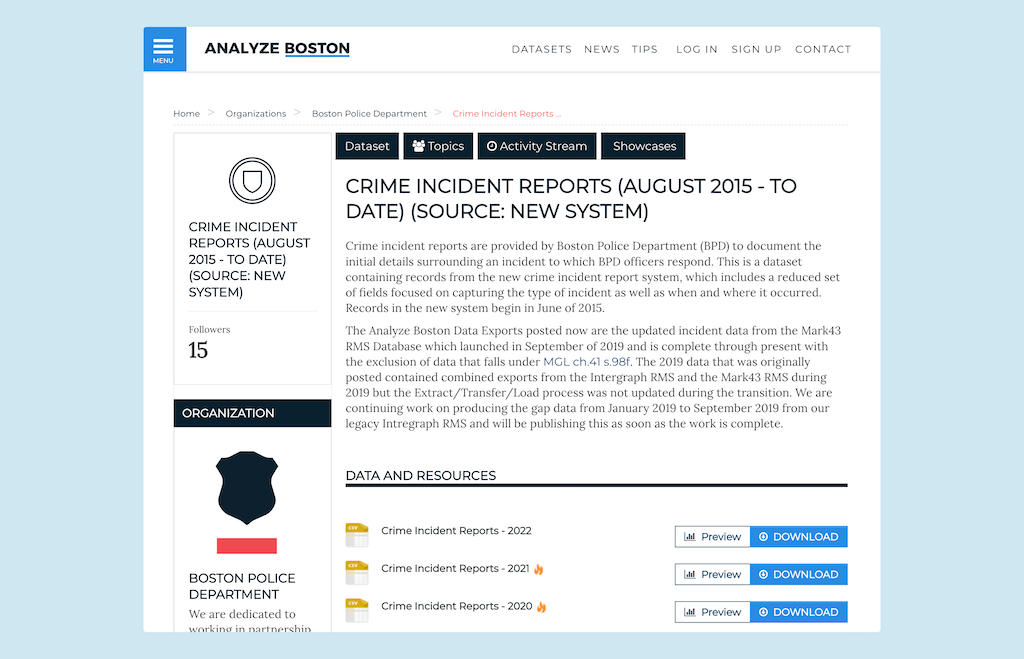 MENU
ANALYZE BOSTON
DATASETS NEWS TIPS LOG IN SIGN UP CONTACT
Home > Organizations > Boston Police Department > Crime Incident Reports ...
CRIME INCIDENT
REPORTS (AUGUST
2015 - TO DATE)
(SOURCE: NEW
SYSTEM)
Followers
15
ORGANIZATION
BOSTON POLICE
DEPARTMENT
We are dedicated to
working in partnership
Dataset Topics Activity Stream Showcases
CRIME INCIDENT REPORTS (AUGUST 2015 - TO
DATE) (SOURCE: NEW SYSTEM)
Crime incident reports are provided by Boston Police Department (BPD) to document the
initial details surrounding an incident to which BPD officers respond. This is a dataset
containing records from the new crime incident report system, which includes a reduced set
of fields focused on capturing the type of incident as well as when and where it occurred.
Records in the new system begin in June of 2015.
The Analyze Boston Data Exports posted now are the updated incident data from the Mark43
RMS Database which launched in September of 2019 and is complete through present with
the exclusion of data that falls under MGL ch.41 s.98f. The 2019 data that was originally
posted contained combined exports from the Intergraph RMS and the Mark43 RMS during
2019 but the Extract/Transfer/Load process was not updated during the transition. We are
continuing work on producing the gap data from January 2019 to September 2019 from our
legacy Intregraph RMS and will be publishing this as soon as the work is complete.
DATA AND RESOURCES
CSV Crime Incident Reports - 2022 Preview DOWNLOAD
CSV Crime Incident Reports - 2021 Preview DOWNLOAD
CSV Crime Incident Reports - 2020 Preview DOWNLOAD